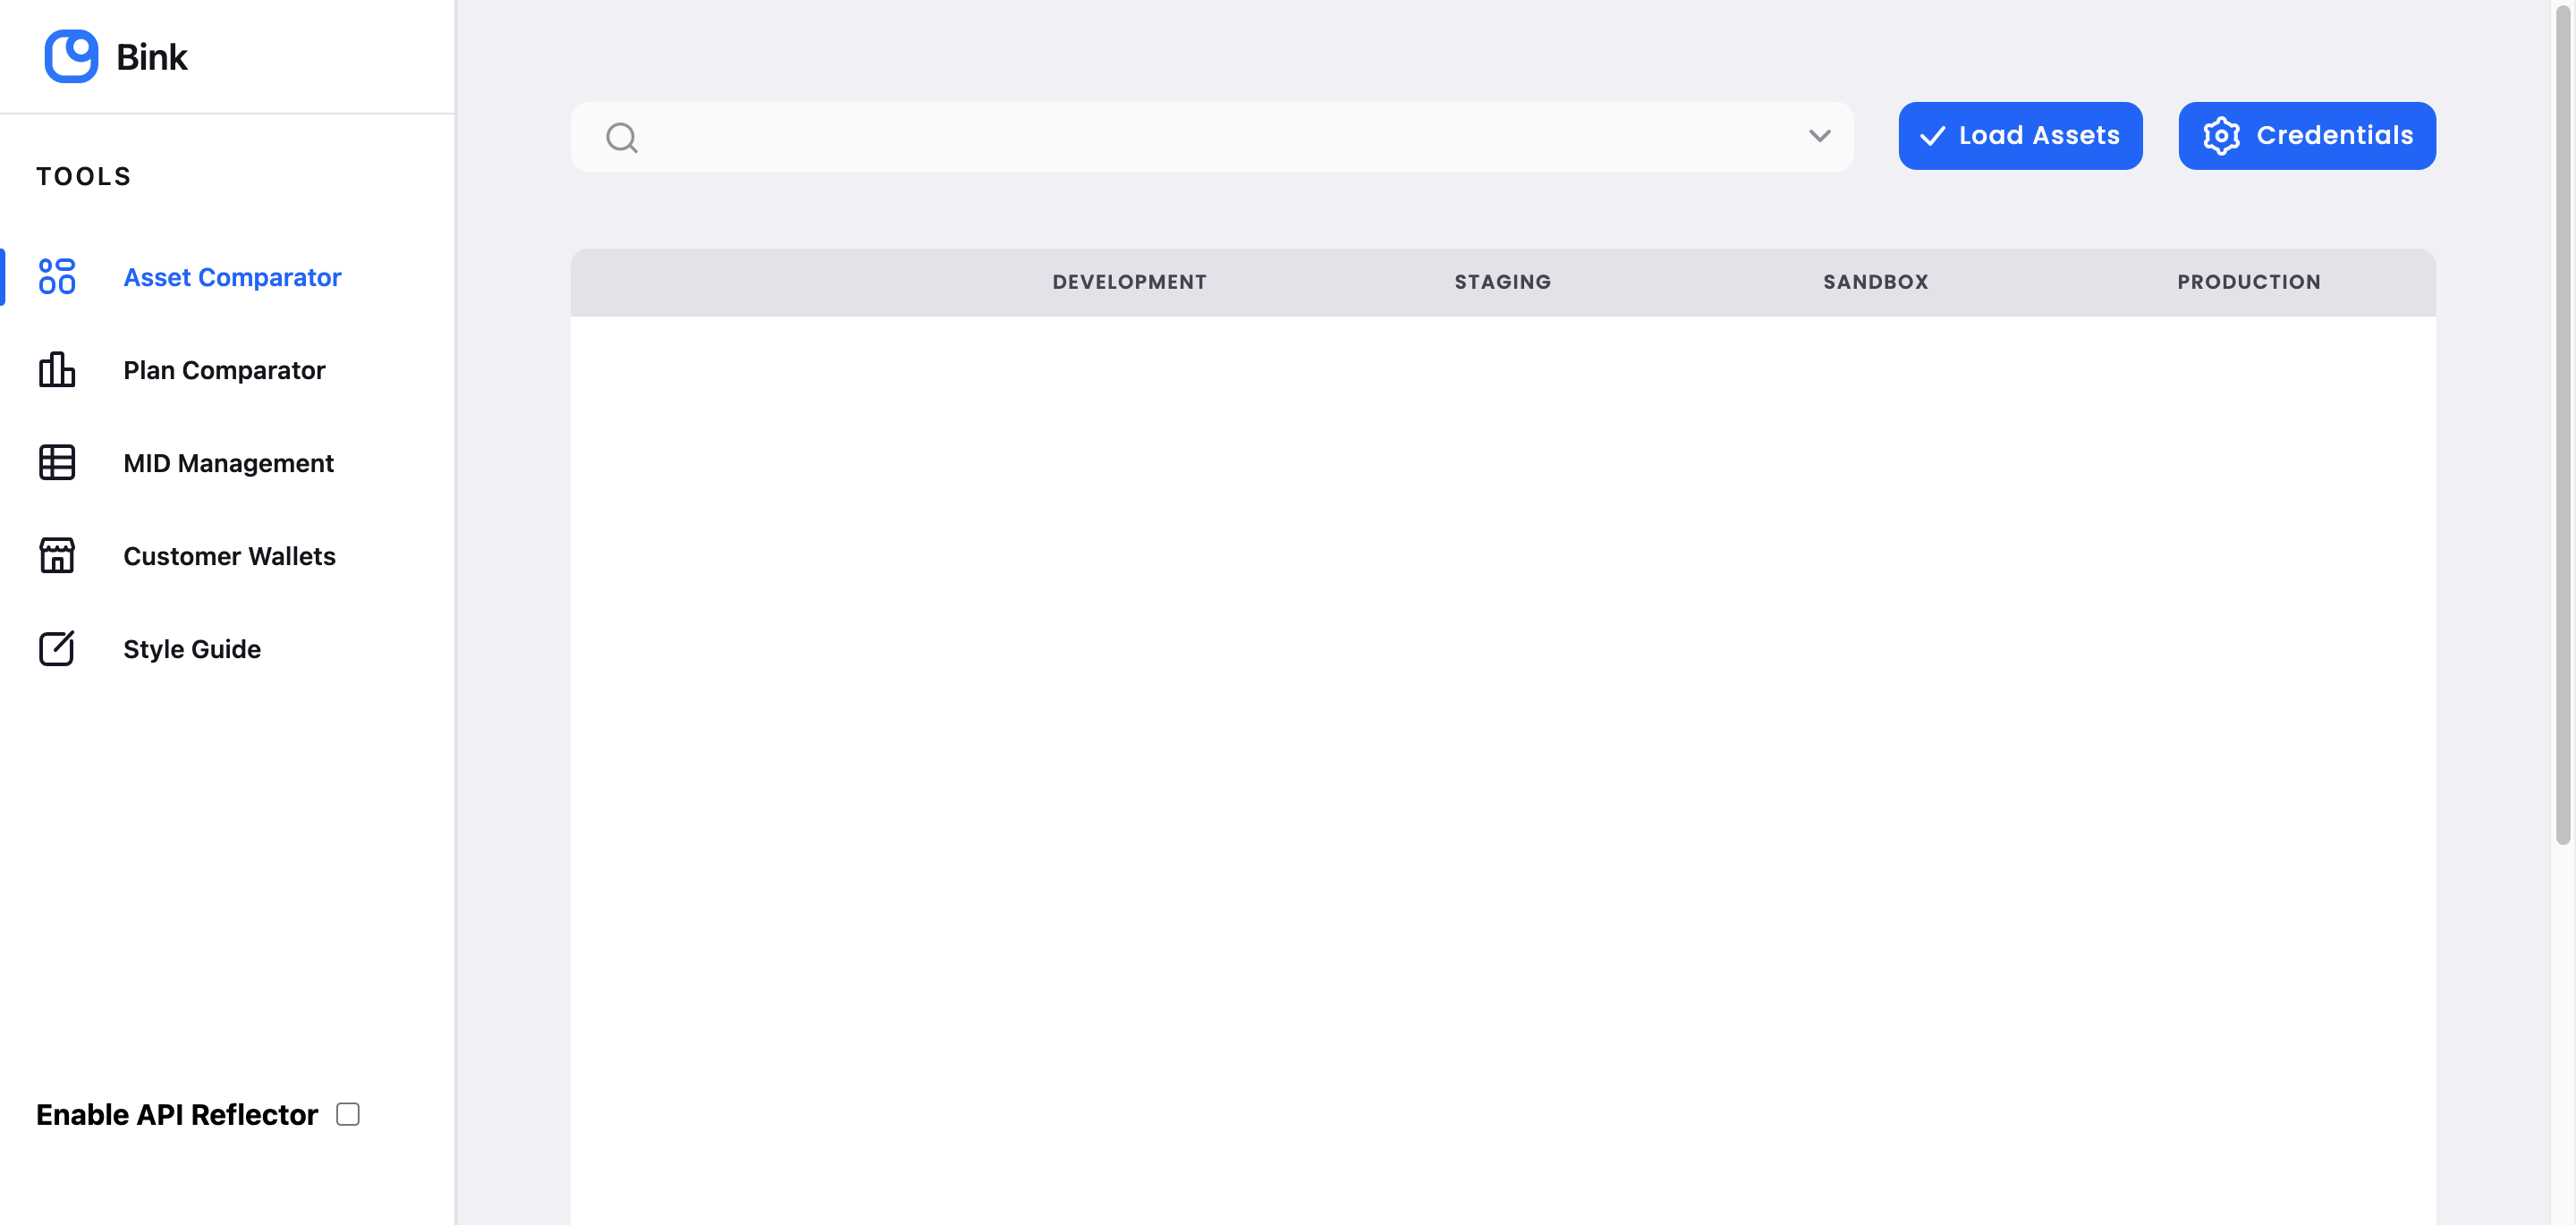 Bink
TOOLS
Asset Comparator
Plan Comparator
MID Management
Customer Wallets
Style Guide
Enable API Reflector
Load Assets
Credentials
DEVELOPMENT STAGING SANDBOX PRODUCTION